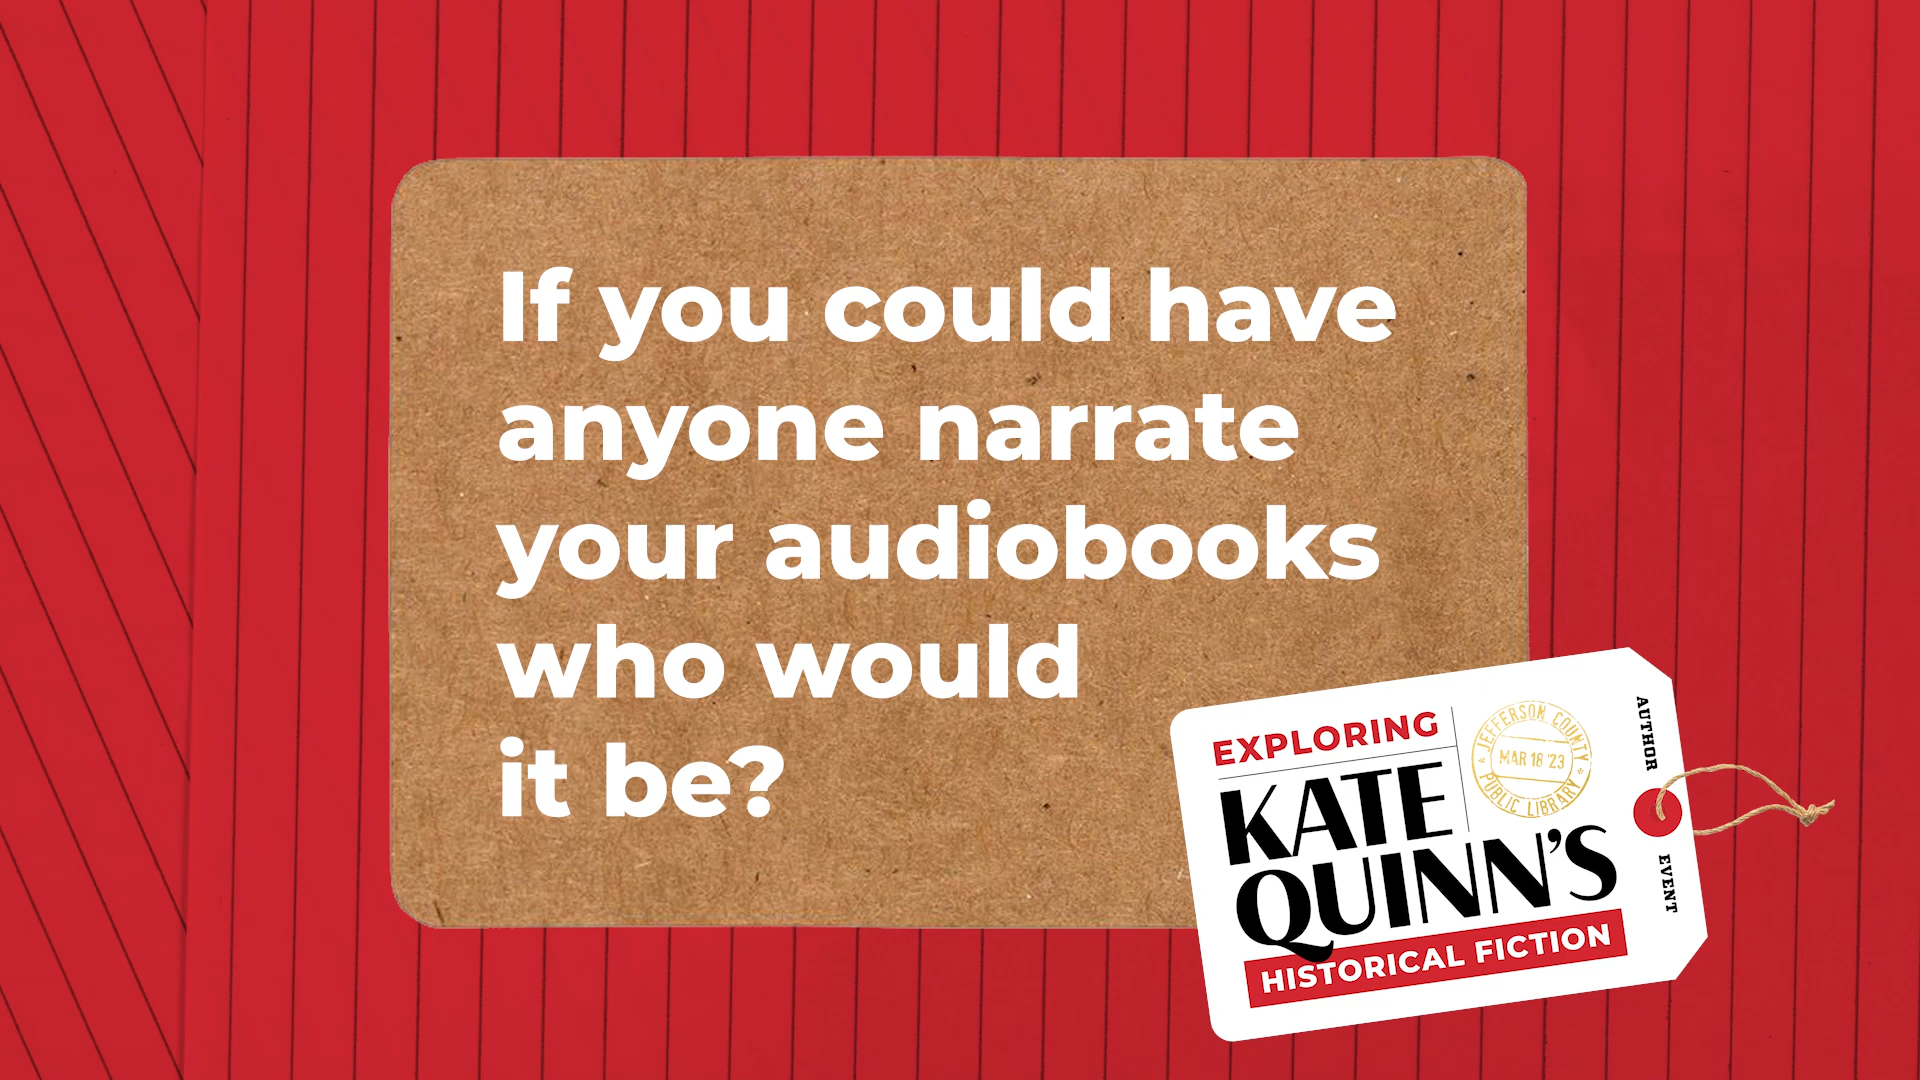 If you could have
anyone narrate
your audiobooks
who would
it be?
EXPLORING
KATE
QUINN'S
HISTORICAL FICTION
JEFFERSON COUNTY
MAR 18 '23
PUBLIC LIBRARY
AUTHOR
EVENT